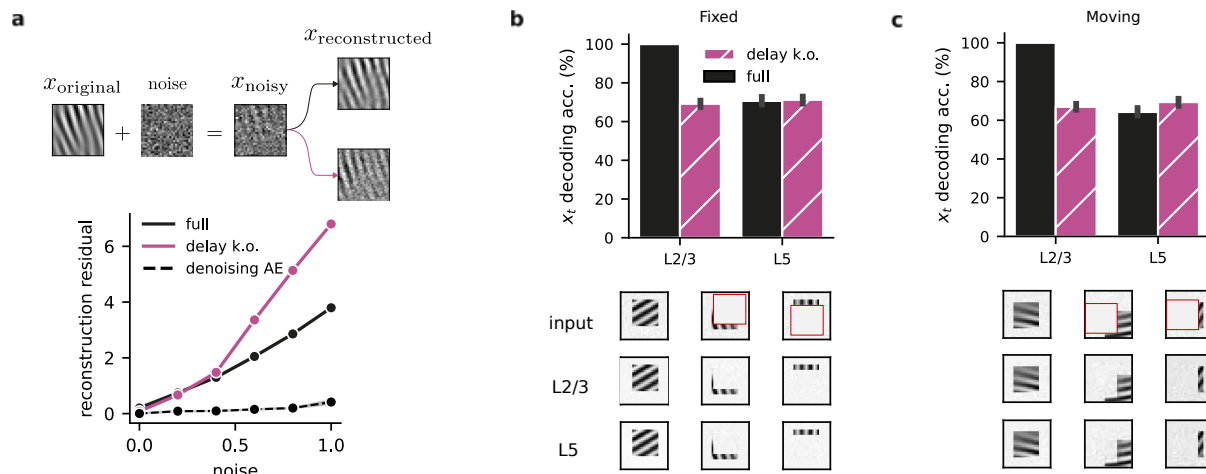 a
x_original + noise = x_noisy
x_reconstructed
full
delay k.o.
denoising AE
reconstruction residual
6
4
2
0
0.0 0.5 1.0
noise
b
Fixed
x_t decoding acc. (%)
100
80
60
40
20
0
delay k.o.
full
L2/3 L5
input
L2/3
L5
c
Moving
x_t decoding acc. (%)
100
80
60
40
20
0
L2/3 L5